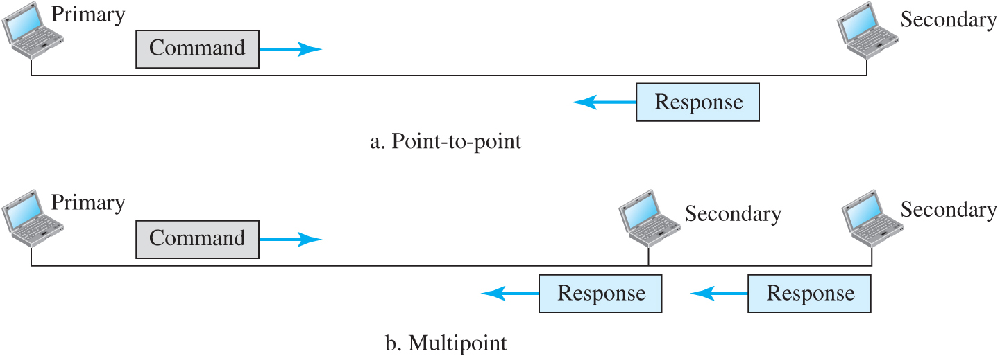 Primary
Secondary
Command
Response
a. Point-to-point
Primary
Secondary
Secondary
Command
Response
Response
b. Multipoint